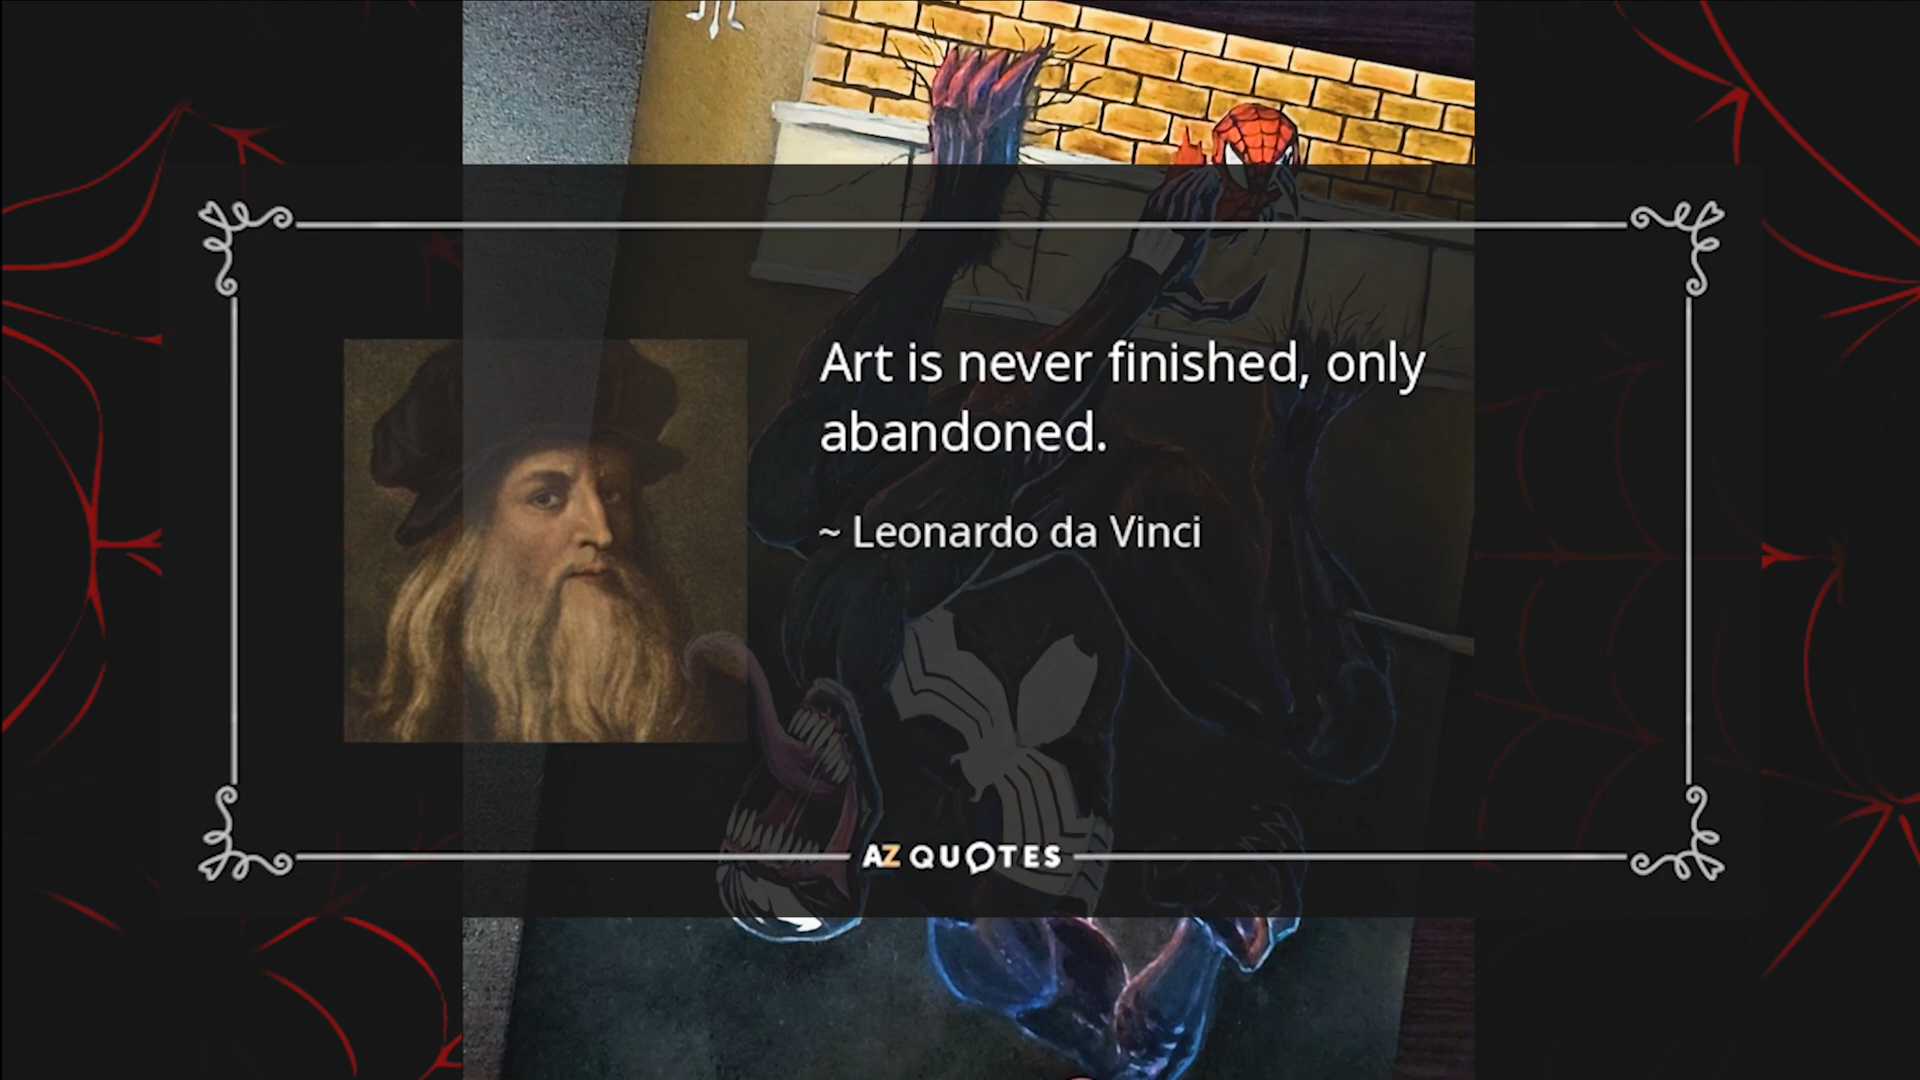 Art is never finished, only
abandoned.
~ Leonardo da Vinci
AZ QUOTES